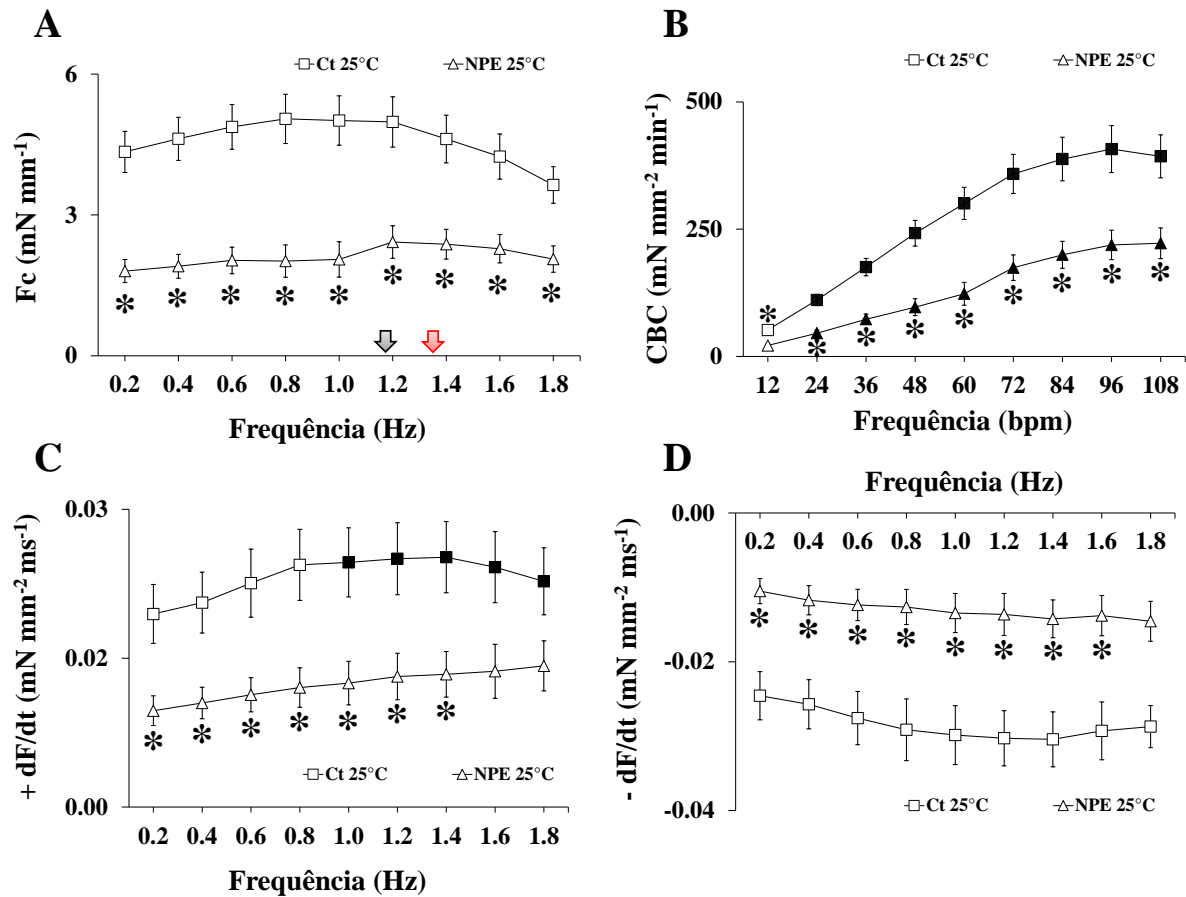 A
Ct 25°C NPE 25°C
6
3
0
Fc (mN mm-1)
* * * * * * * * *
0.2 0.4 0.6 0.8 1.0 1.2 1.4 1.6 1.8
Frequência (Hz)
B
Ct 25°C NPE 25°C
500
250
0
CBC (mN mm-2 min-1)
* * * * * * * * *
12 24 36 48 60 72 84 96 108
Frequência (bpm)
C
0.03
0.02
0.00
+ dF/dt (mN mm-2 ms-1)
* * * * * * *
Ct 25°C NPE 25°C
0.2 0.4 0.6 0.8 1.0 1.2 1.4 1.6 1.8
Frequência (Hz)
D
Frequência (Hz)
0.00
-0.02
-0.04
0.2 0.4 0.6 0.8 1.0 1.2 1.4 1.6 1.8
- dF/dt (mN mm-2 ms-1)
* * * * * * * *
Ct 25°C NPE 25°C